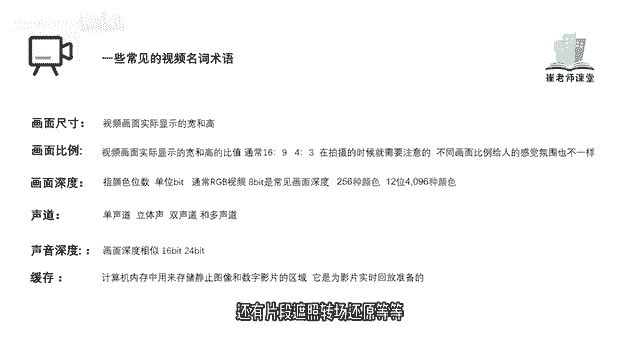 一些常见的视频名词术语
崔老师课堂
画面尺寸： 视频画面实际显示的宽和高
画面比例: 视频画面实际显示的宽和高的比值 通常16：9 4：3 在拍摄的时候就需要注意的 不同画面比例给人的感觉氛围也不一样
画面深度： 指颜色位数 单位bit 通常RGB视频 8bit是常见画面深度 256种颜色 12位4,096种颜色
声道： 单声道 立体声 双声道 和多声道
声音深度:： 画面深度相似 16bit 24bit
缓存： 计算机内存中用来存储静止图像和数字影片的区域 它是为影片实时回放准备的
还有片段遮照转场还原等等